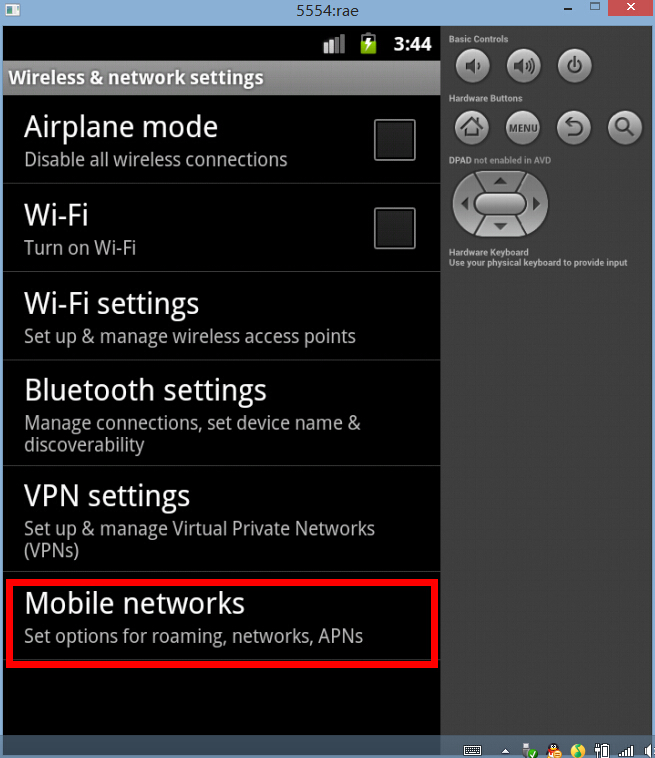 5554:rae
3:44
Wireless & network settings
Airplane mode
Disable all wireless connections
Wi-Fi
Turn on Wi-Fi
Wi-Fi settings
Set up & manage wireless access points
Bluetooth settings
Manage connections, set device name &
discoverability
VPN settings
Set up & manage Virtual Private Networks
(VPNs)
Mobile networks
Set options for roaming, networks, APNs
Basic Controls
Hardware Buttons
MENU
DPAD not enabled in AVD
Hardware Keyboard
Use your physical keyboard to provide input